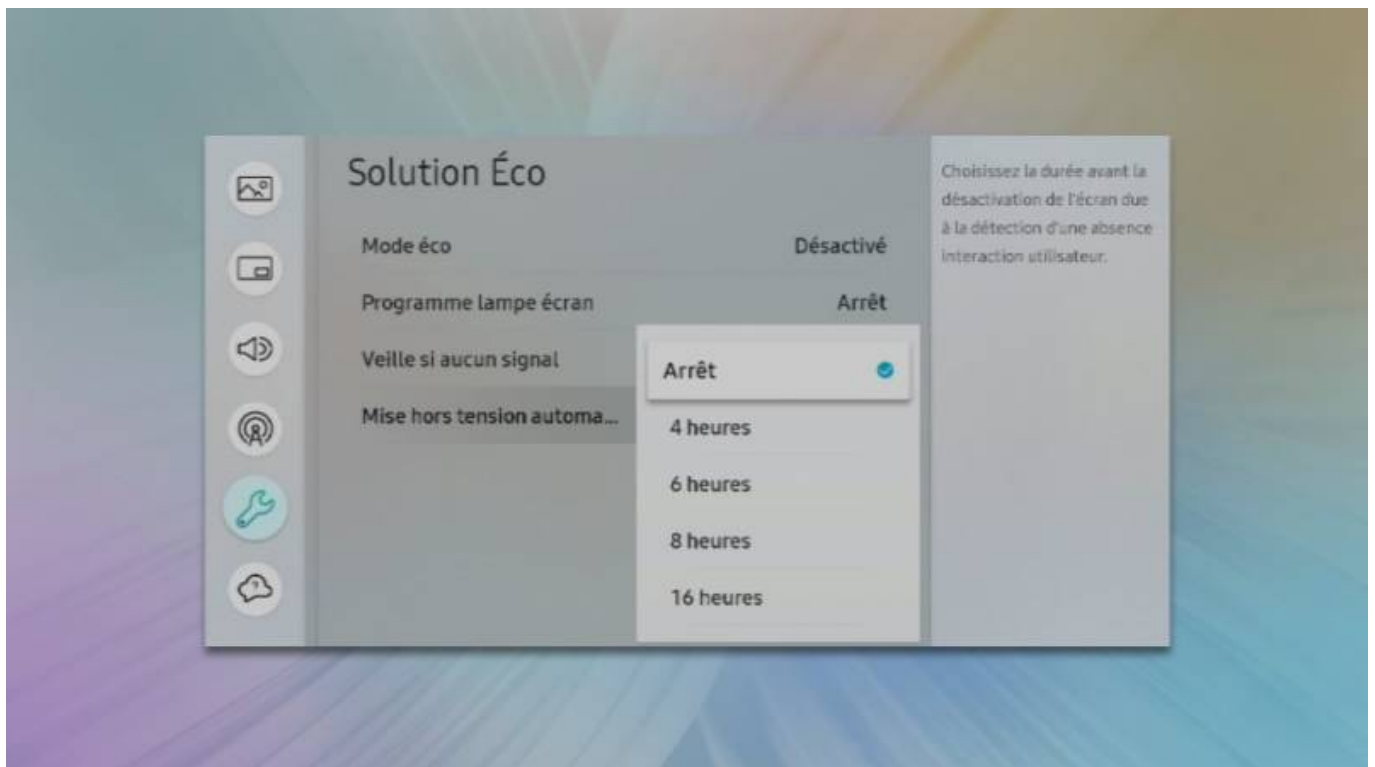 Solution Éco
Mode éco Désactivé
Programme lampe écran Arrêt
Veille si aucun signal
Mise hors tension automa...
Arrêt
4 heures
6 heures
8 heures
16 heures
Choisissez la durée avant la
désactivation de l'écran due
à la détection d'une absence
interaction utilisateur.